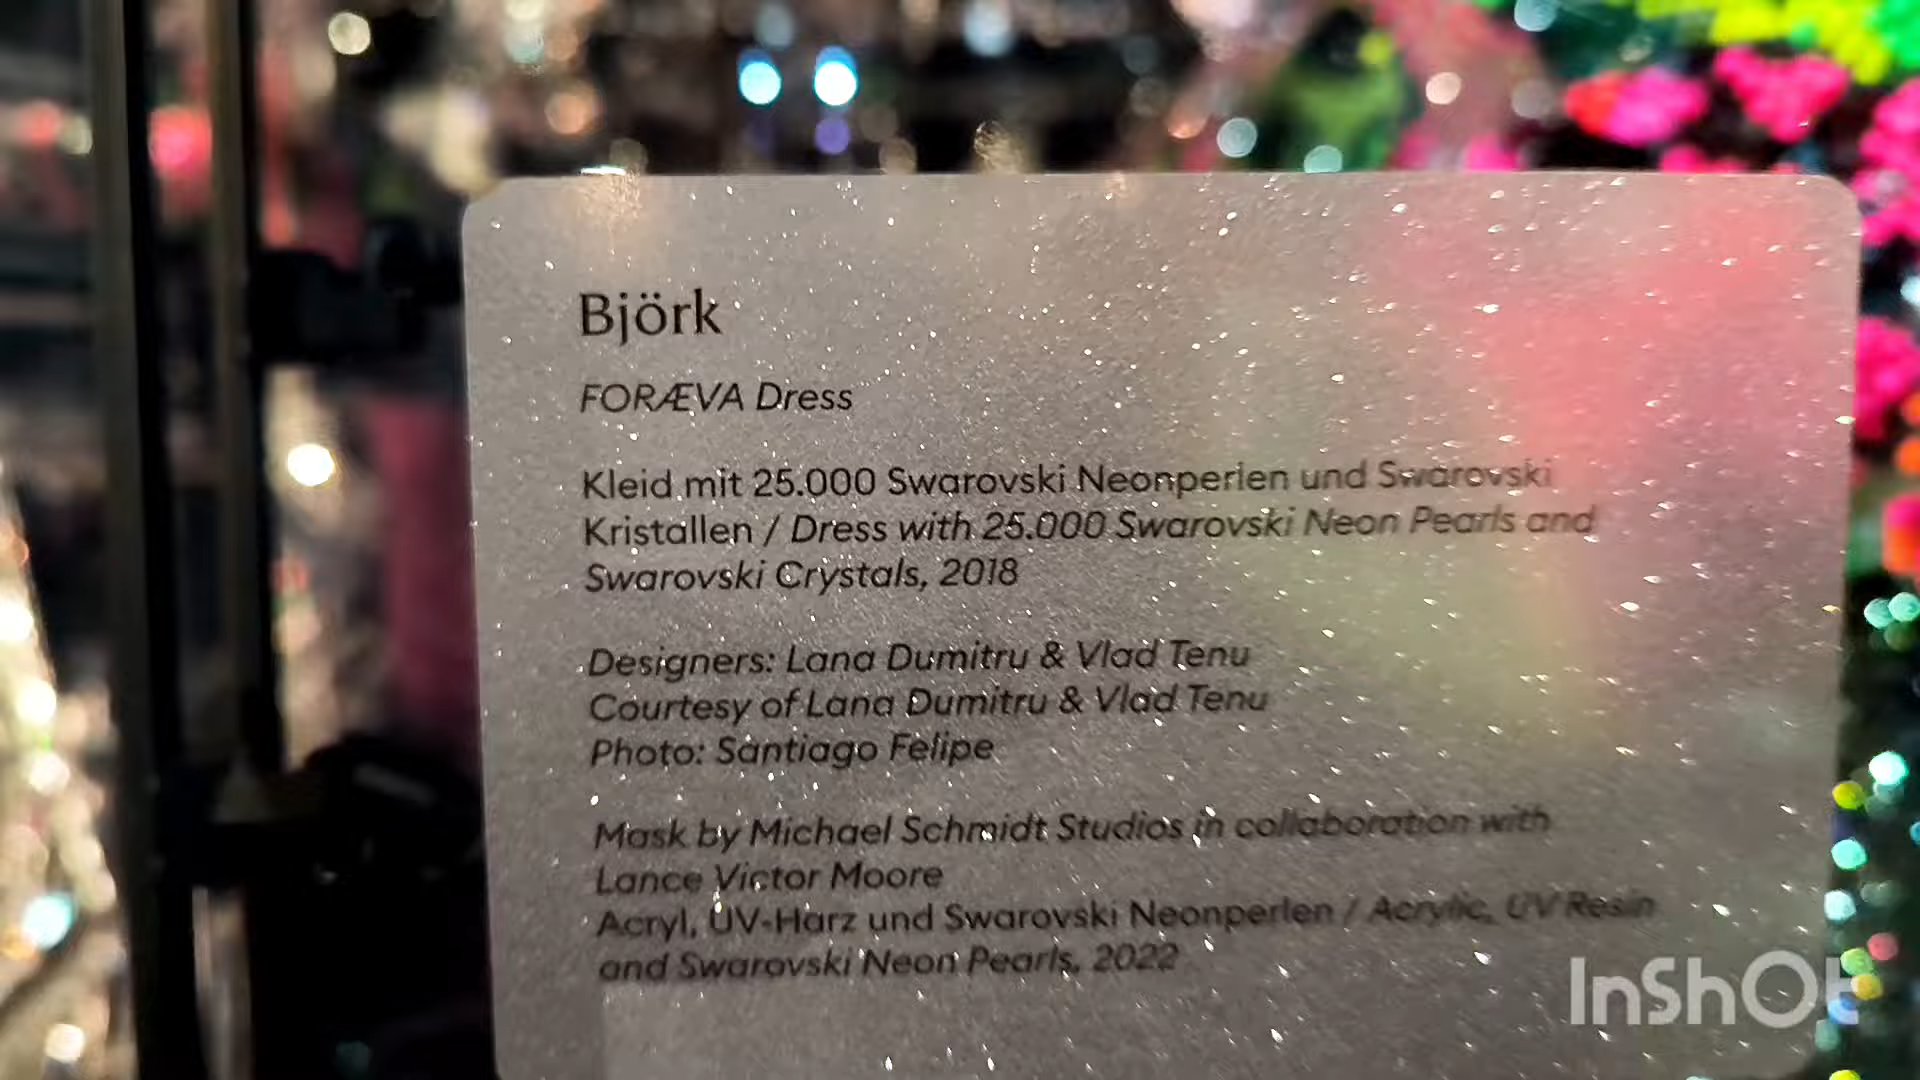 Björk
FORÆVA Dress
Kleid mit 25.000 Swarovski Neonperlen und Swarovski
Kristallen / Dress with 25.000 Swarovski Neon Pearls and
Swarovski Crystals, 2018
Designers: Lana Dumitru & Vlad Tenu
Courtesy of Lana Dumitru & Vlad Tenu
Photo: Santiago Felipe
Mask by Michael Schmidt Studios in collaboration with
Lance Victor Moore
Acryl, UV-Harz und Swarovski Neonperlen / Acrylic, UV Resin
and Swarovski Neon Pearls, 2022
InShOt